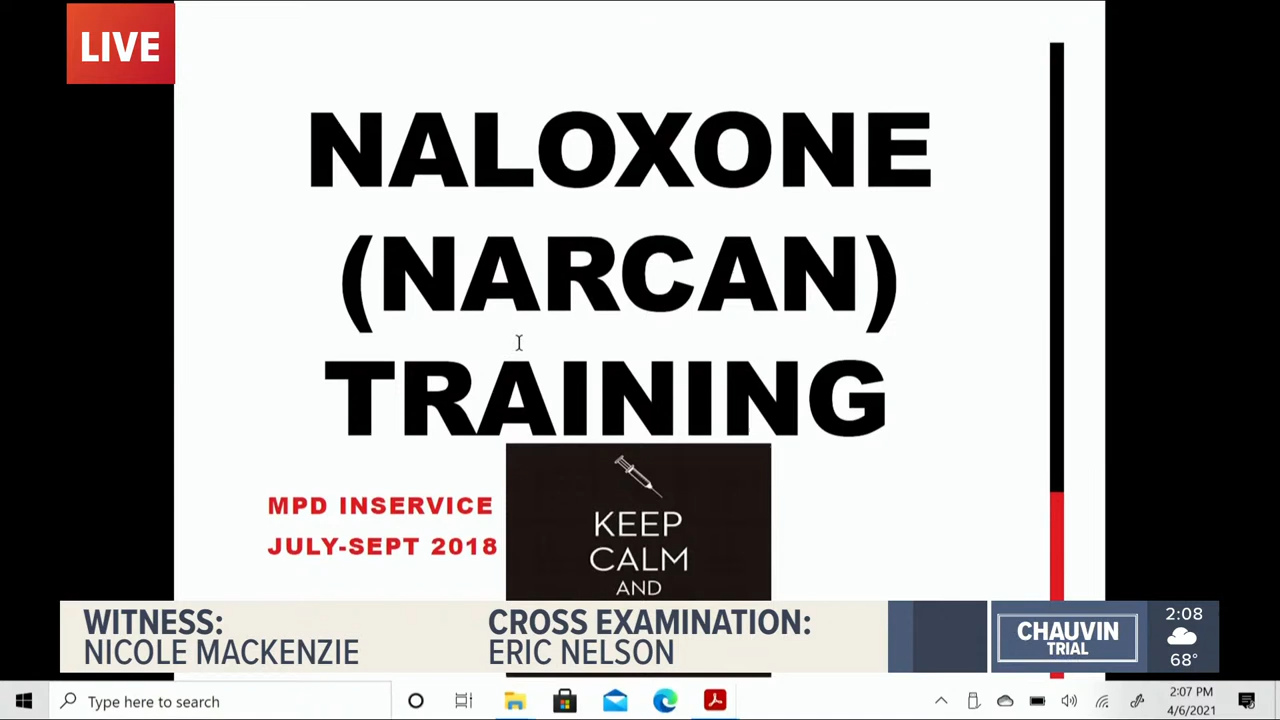 LIVE
NALOXONE
(NARCAN)
TRAINING
MPD INSERVICE
JULY-SEPT 2018
KEEP
CALM
AND
WITNESS:
NICOLE MACKENZIE
CROSS EXAMINATION:
ERIC NELSON
CHAUVIN
TRIAL
2:08
68°
Type here to search
2:07 PM
4/6/2021